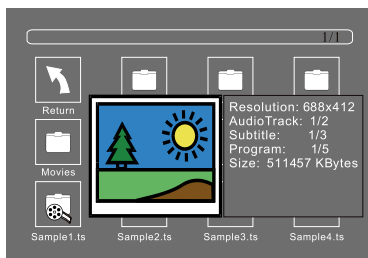 1/1
Return
Resolution: 688x412
AudioTrack: 1/2
Subtitle: 1/3
Program: 1/5
Size: 511457 KBytes
Movies
Sample1.ts
Sample2.ts
Sample3.ts
Sample4.ts